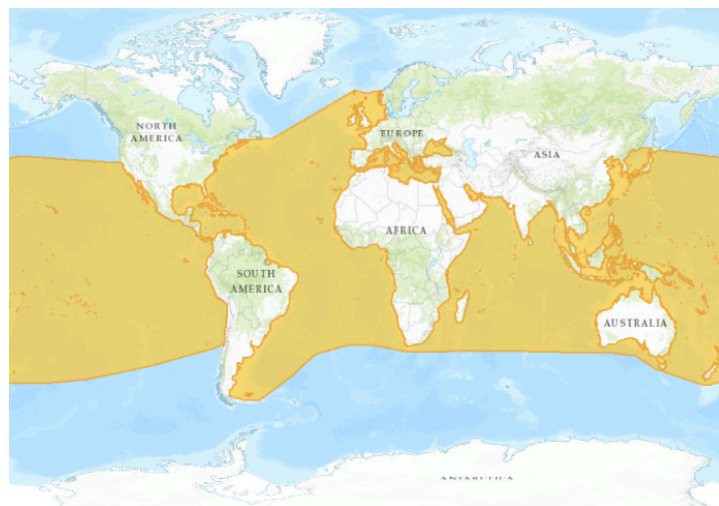 NORTH
AMERICA
EUROPE
ASIA
AFRICA
SOUTH
AMERICA
AUSTRALIA
ANTARCTICA